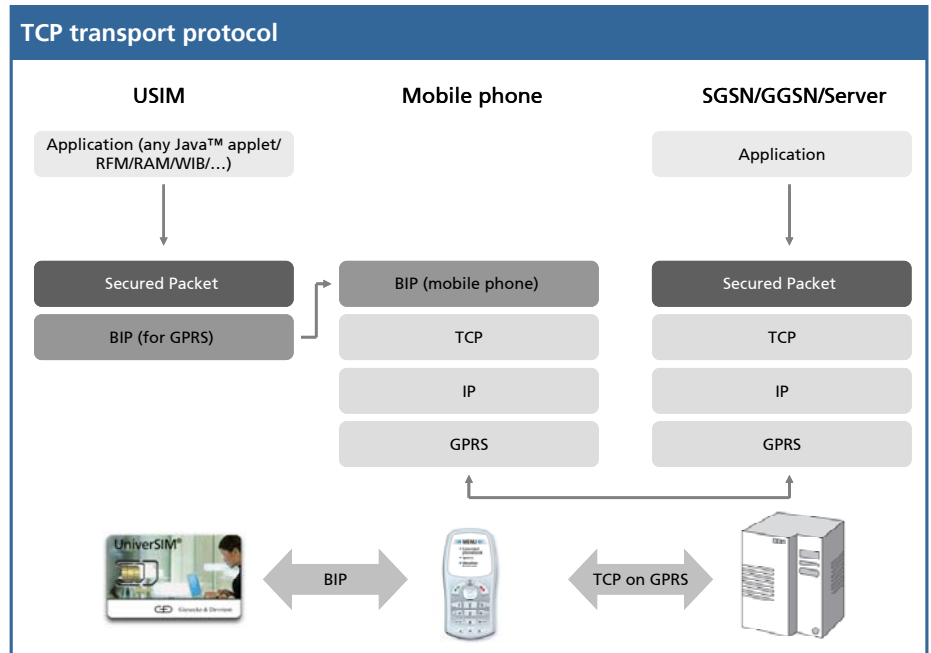 TCP transport protocol
USIM
Mobile phone
SGSN/GGSN/Server
Application (any Java™ applet/
RFM/RAM/WIB/…)
Application
Secured Packet
BIP (mobile phone)
Secured Packet
BIP (for GPRS)
TCP
TCP
IP
IP
GPRS
GPRS
UniverSIM®
Giesecke & Devrient
MENU
BIP
TCP on GPRS